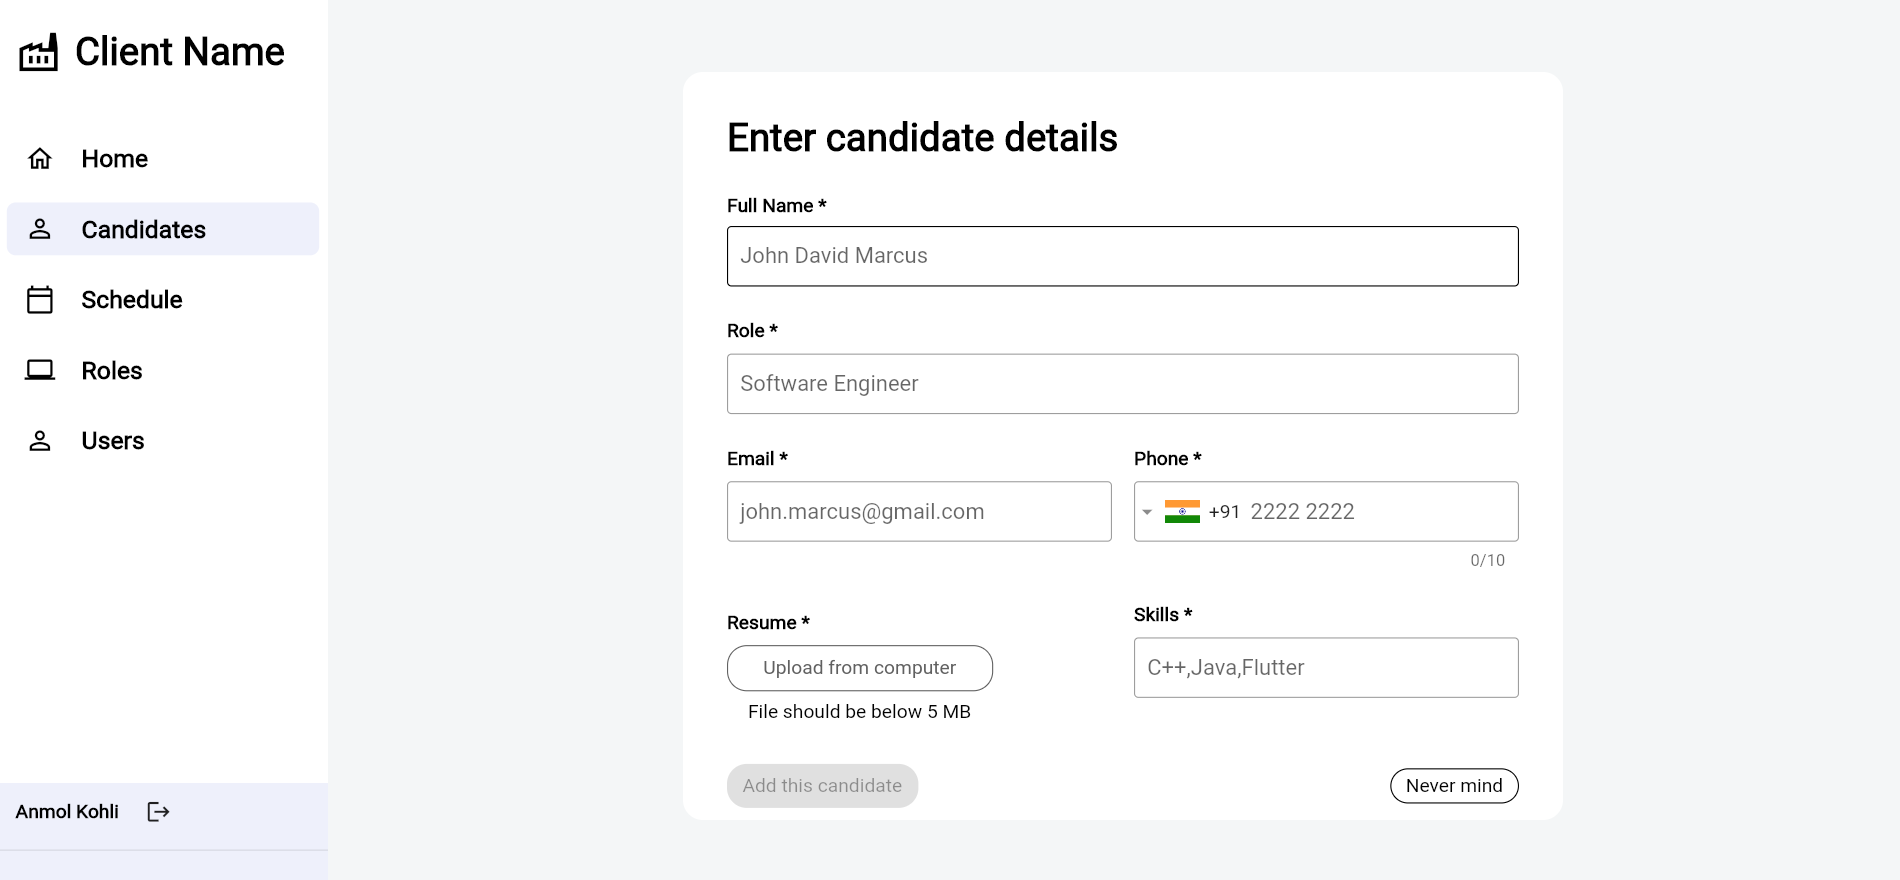 Client Name
Home
Candidates
Schedule
Roles
Users
Anmol Kohli
Enter candidate details
Full Name *
John David Marcus
Role *
Software Engineer
Email *
john.marcus@gmail.com
Phone *
+91 2222 2222
0/10
Resume *
Upload from computer
File should be below 5 MB
Skills *
C++,Java,Flutter
Add this candidate
Never mind